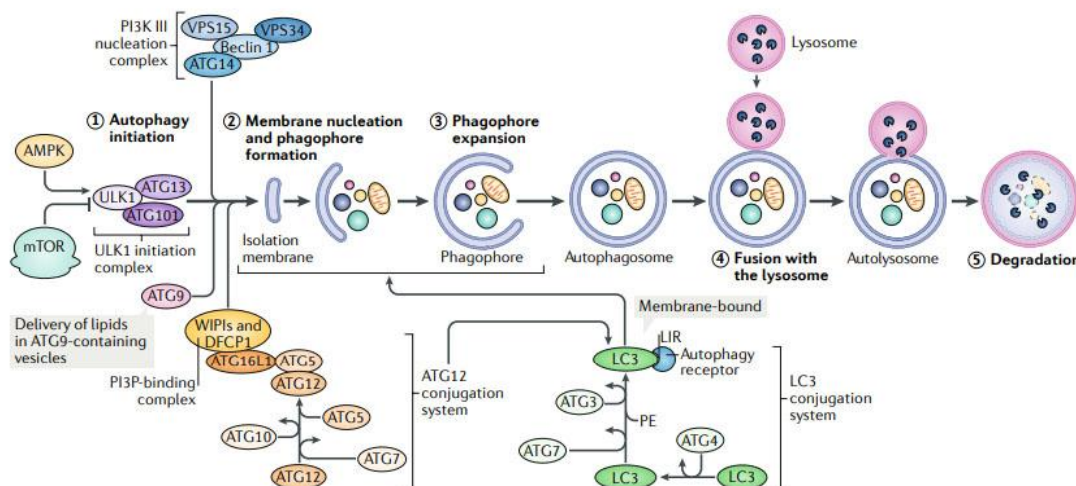 PI3K III
nucleation
complex
VPS15
VPS34
Beclin 1
ATG14
Lysosome
① Autophagy
initiation
② Membrane nucleation
and phagophore
formation
③ Phagophore
expansion
AMPK
ULK1
ATG13
ATG101
mTOR
ULK1 initiation
complex
Isolation
membrane
Phagophore
Autophagosome
④ Fusion with
the lysosome
Autolysosome
⑤ Degradation
ATG9
Delivery of lipids
in ATG9-containing
vesicles
WIPIs and
DFCP1
ATG16L1
ATG5
ATG12
PI3P-binding
complex
ATG5
ATG10
ATG7
ATG12
ATG12
conjugation
system
Membrane-bound
LIR
LC3
Autophagy
receptor
ATG3
PE
ATG7
ATG4
LC3
LC3
LC3
conjugation
system